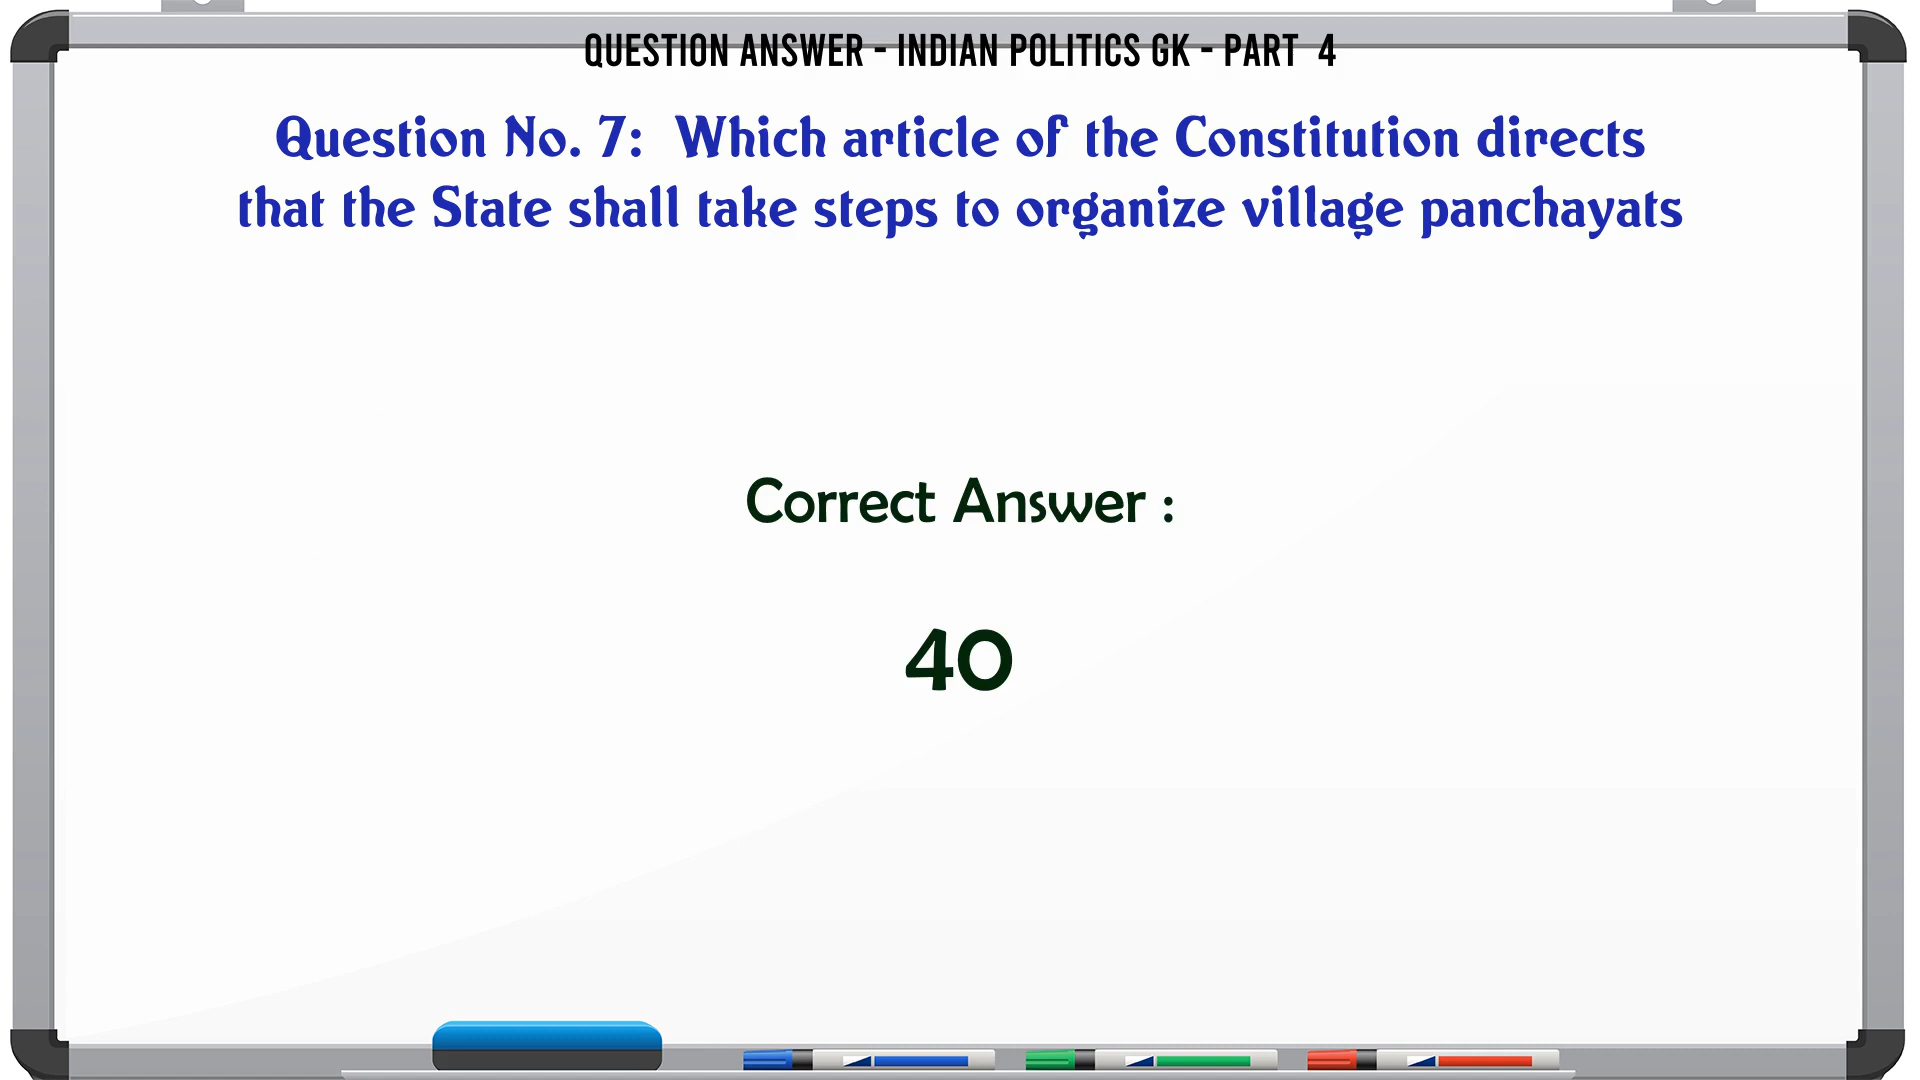 QUESTION ANSWER - INDIAN POLITICS GK - PART 4
Question No. 7: Which article of the Constitution directs
that the State shall take steps to organize village panchayats
Correct Answer :
40